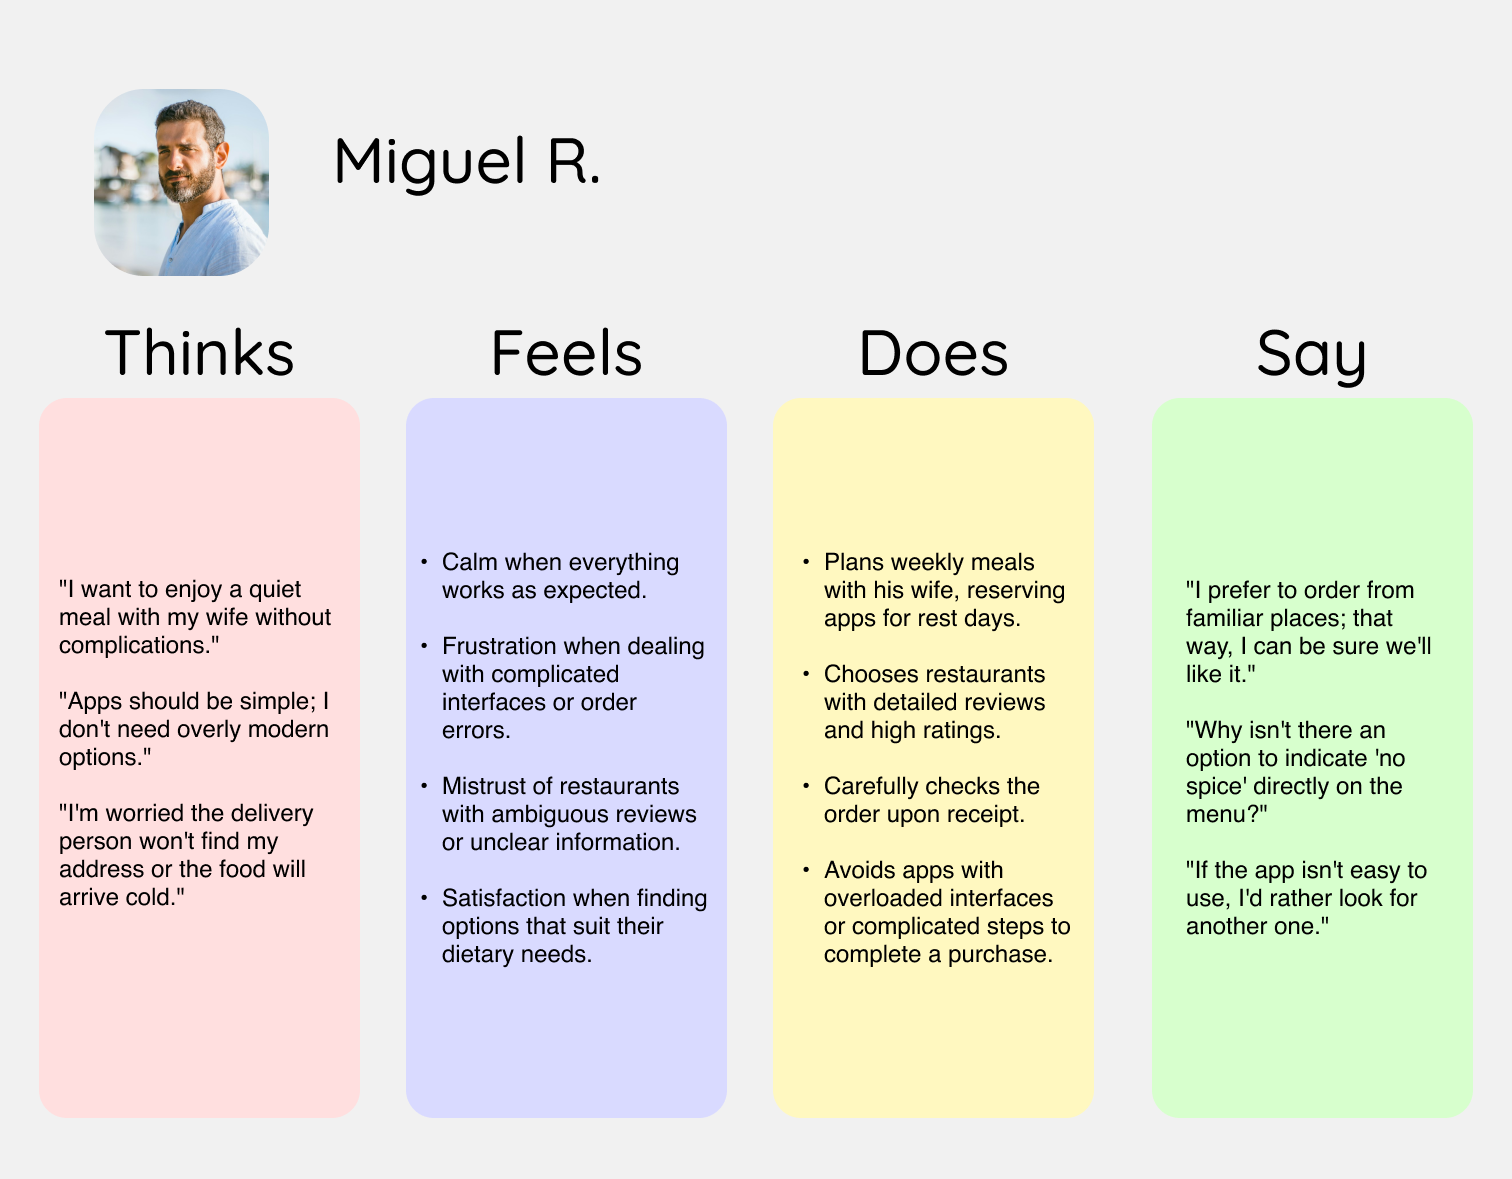 Miguel R.
Thinks
"I want to enjoy a quiet
meal with my wife without
complications."
"Apps should be simple; I
don't need overly modern
options."
"I'm worried the delivery
person won't find my
address or the food will
arrive cold."
Feels
• Calm when everything
works as expected.
• Frustration when dealing
with complicated
interfaces or order
errors.
• Mistrust of restaurants
with ambiguous reviews
or unclear information.
• Satisfaction when finding
options that suit their
dietary needs.
Does
• Plans weekly meals
with his wife, reserving
apps for rest days.
• Chooses restaurants
with detailed reviews
and high ratings.
• Carefully checks the
order upon receipt.
• Avoids apps with
overloaded interfaces
or complicated steps to
complete a purchase.
Say
"I prefer to order from
familiar places; that
way, I can be sure we'll
like it."
"Why isn't there an
option to indicate 'no
spice' directly on the
menu?"
"If the app isn't easy to
use, I'd rather look for
another one."